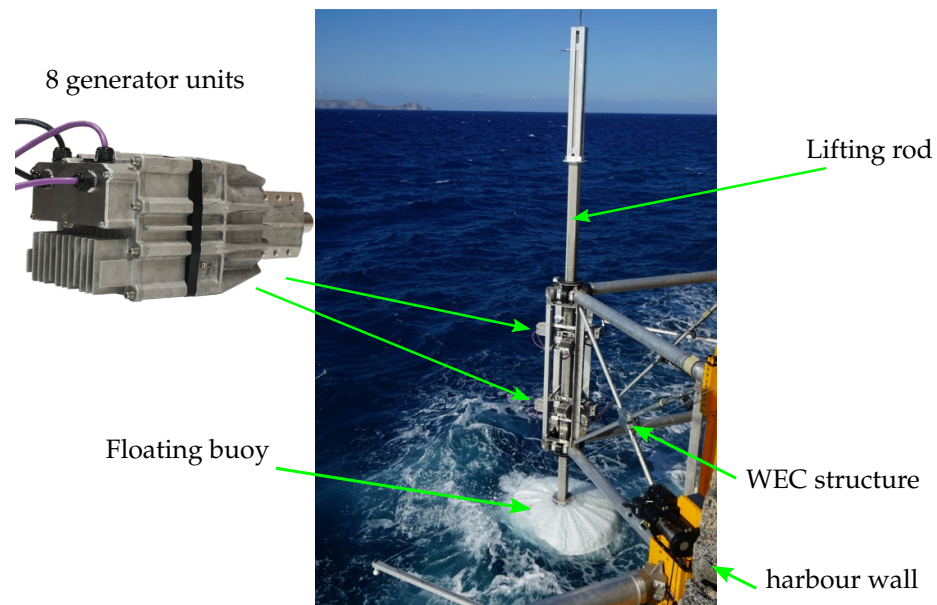 8 generator units
Lifting rod
Floating buoy
WEC structure
harbour wall